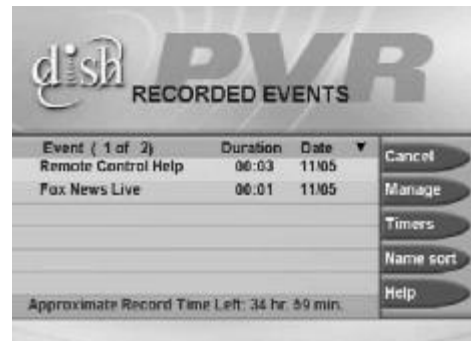 dish
PVR
RECORDED EVENTS
Event ( 1 of 2) Duration Date ▼
Remote Control Help 00:03 11/05
Fox News Live 00:01 11/05
Cancel
Manage
Timers
Name sort
Help
Approximate Record Time Left: 34 hr. 59 min.